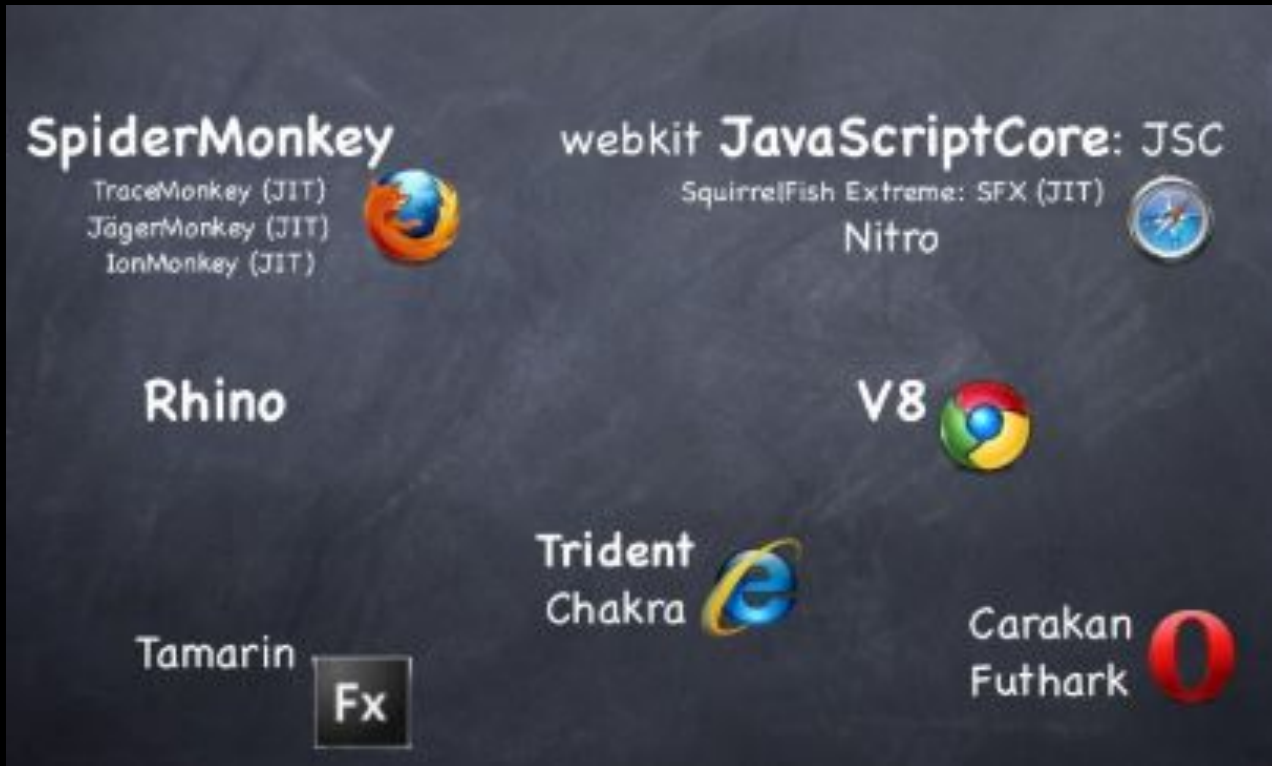 SpiderMonkey
TraceMonkey (JIT)
JägerMonkey (JIT)
IonMonkey (JIT)
webkit JavaScriptCore: JSC
SquirrelFish Extreme: SFX (JIT)
Nitro
Rhino
V8
Trident
Chakra
Tamarin
Fx
Carakan
Futhark